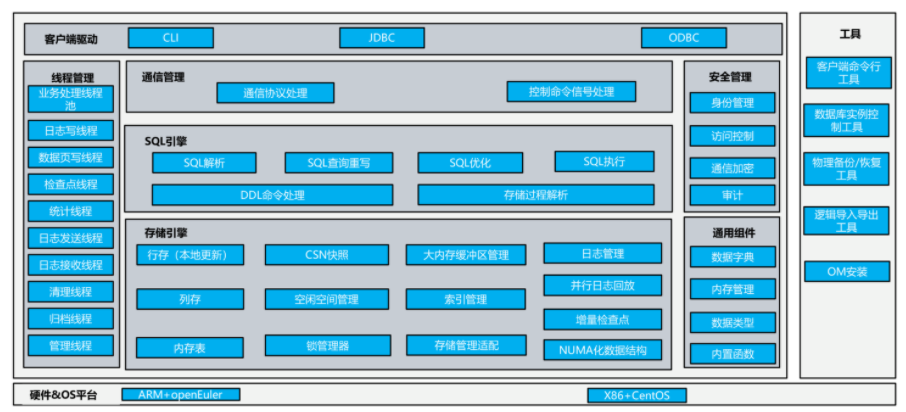 客户端驱动
CLI
JDBC
ODBC
线程管理
业务处理线程
池
日志写线程
数据页写线程
检查点线程
统计线程
日志发送线程
日志接收线程
清理线程
归档线程
管理线程
通信管理
通信协议处理
控制命令信号处理
SQL引擎
SQL解析
SQL查询重写
SQL优化
SQL执行
DDL命令处理
存储过程解析
存储引擎
行存（本地更新）
CSN快照
大内存缓冲区管理
日志管理
并行日志回放
列存
空闲空间管理
索引管理
增量检查点
内存表
锁管理器
存储管理适配
NUMA化数据结构
安全管理
身份管理
访问控制
通信加密
审计
通用组件
数据字典
内存管理
数据类型
内置函数
工具
客户端命令行
工具
数据库实例控
制工具
物理备份/恢复
工具
逻辑导入导出
工具
OM安装
硬件&OS平台
ARM+openEuler
X86+CentOS